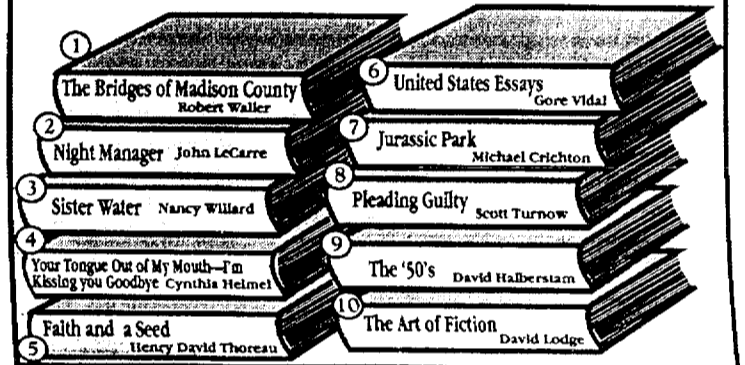 1
The Bridges of Madison County
Robert Waller
2
Night Manager John LeCarre
3
Sister Water Nancy Willard
4
Your Tongue Out of My Mouth—I'm
Kissing you Goodbye Cynthia Heimel
Faith and a Seed
5 Henry David Thoreau
6
United States Essays
Gore Vidal
7
Jurassic Park
Michael Crichton
8
Pleading Guilty
Scott Turnow
9
The '50's David Halberstam
10
The Art of Fiction
David Lodge